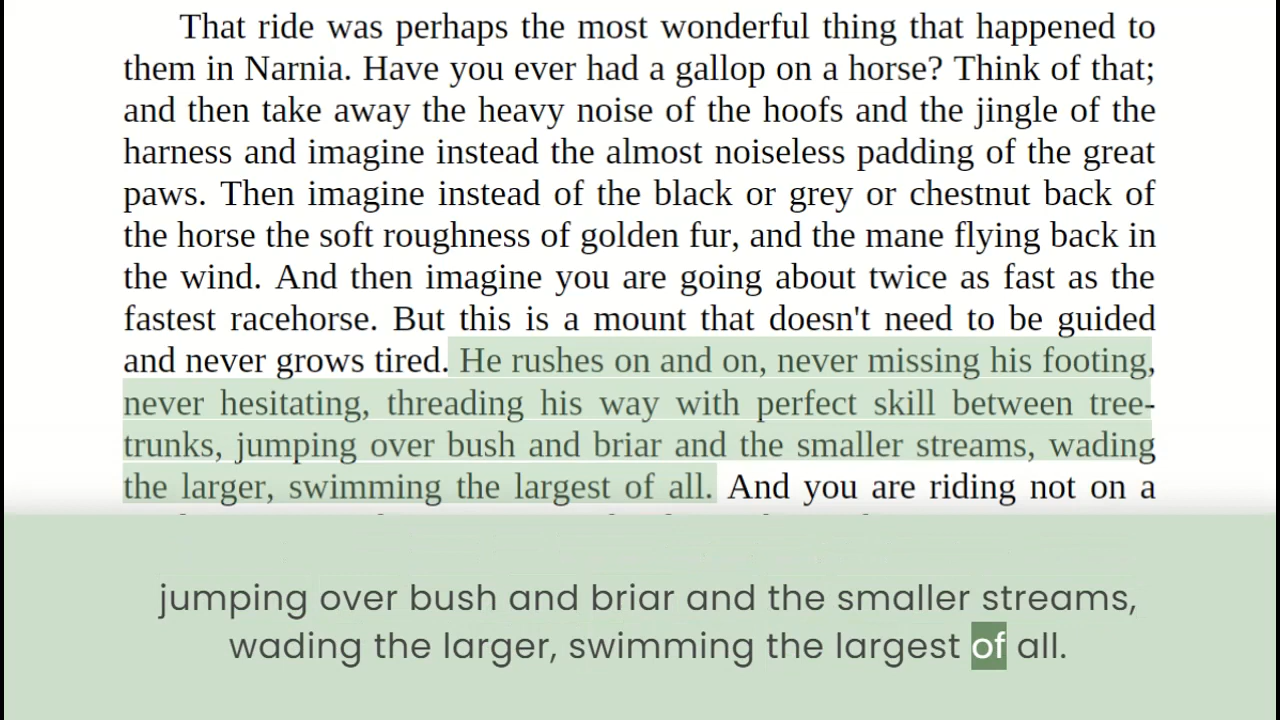 That ride was perhaps the most wonderful thing that happened to
them in Narnia. Have you ever had a gallop on a horse? Think of that;
and then take away the heavy noise of the hoofs and the jingle of the
harness and imagine instead the almost noiseless padding of the great
paws. Then imagine instead of the black or grey or chestnut back of
the horse the soft roughness of golden fur, and the mane flying back in
the wind. And then imagine you are going about twice as fast as the
fastest racehorse. But this is a mount that doesn't need to be guided
and never grows tired. He rushes on and on, never missing his footing,
never hesitating, threading his way with perfect skill between tree-
trunks, jumping over bush and briar and the smaller streams, wading
the larger, swimming the largest of all. And you are riding not on a
jumping over bush and briar and the smaller streams,
wading the larger, swimming the largest of all.